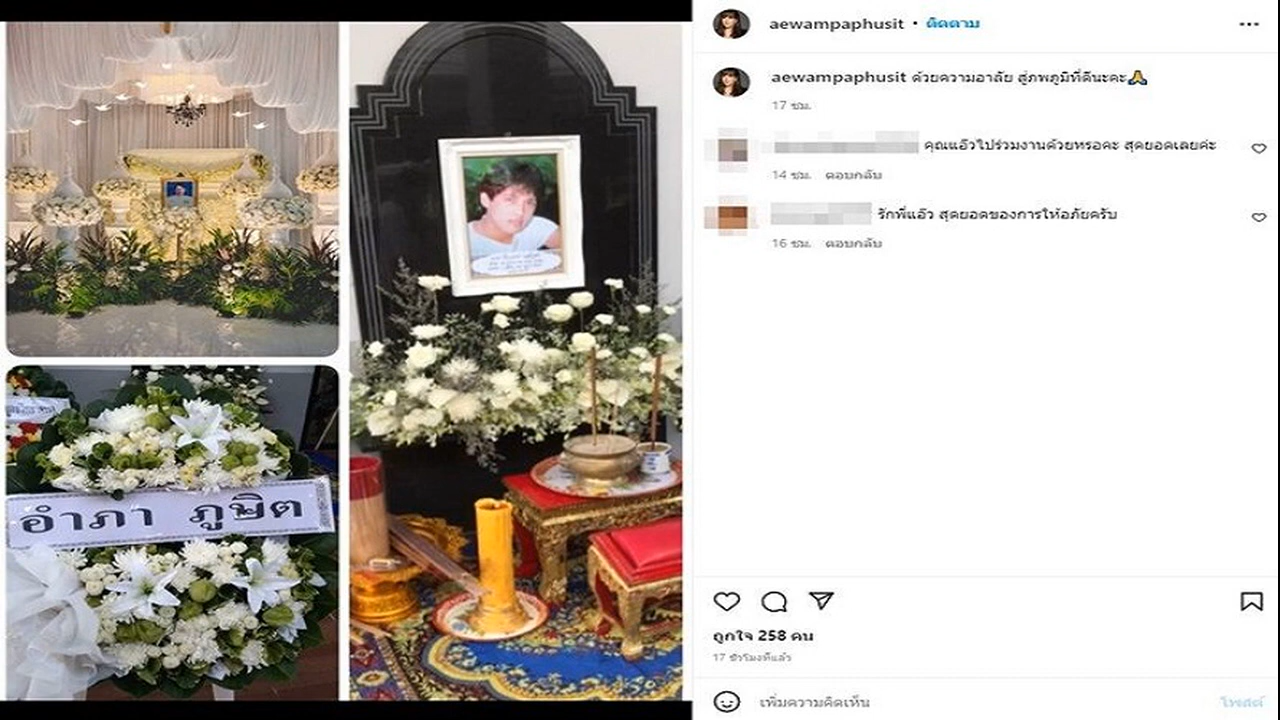 อำภา ภูษิต
aewampaphusit • ติดตาม
aewampaphusit ด้วยความอาลัย สู่ภพภูมิที่ดีนะคะ🙏
17 ชม.
คุณแอ๊วไปร่วมงานด้วยหรอคะ สุดยอดเลยค่ะ
14 ชม. ตอบกลับ
รักพี่แอ๊ว สุดยอดของการให้อภัยครับ
16 ชม. ตอบกลับ
ถูกใจ 258 คน
17 ชั่วโมงที่แล้ว
เพิ่มความคิดเห็น
โพสต์